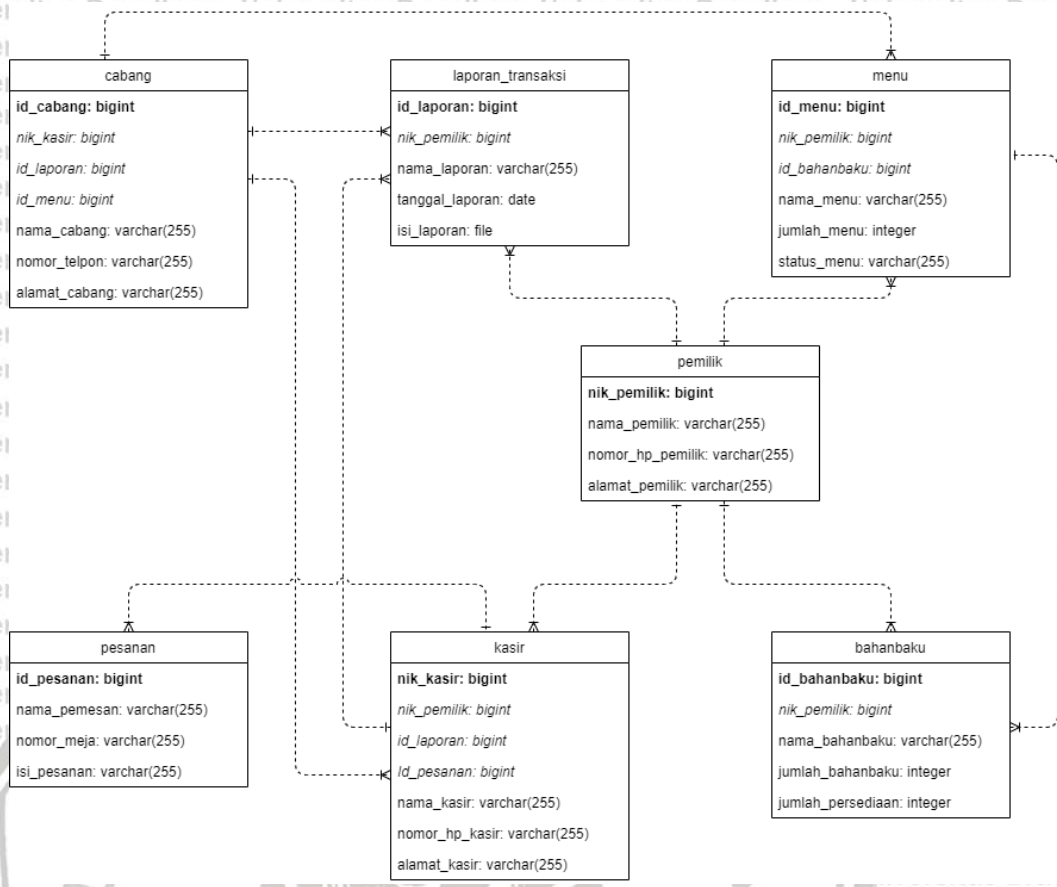 cabang
id_cabang: bigint
nik_kasir: bigint
id_laporan: bigint
id_menu: bigint
nama_cabang: varchar(255)
nomor_telpon: varchar(255)
alamat_cabang: varchar(255)
laporan_transaksi
id_laporan: bigint
nik_pemilik: bigint
nama_laporan: varchar(255)
tanggal_laporan: date
isi_laporan: file
menu
id_menu: bigint
nik_pemilik: bigint
id_bahanbaku: bigint
nama_menu: varchar(255)
jumlah_menu: integer
status_menu: varchar(255)
pemilik
nik_pemilik: bigint
nama_pemilik: varchar(255)
nomor_hp_pemilik: varchar(255)
alamat_pemilik: varchar(255)
pesanan
id_pesanan: bigint
nama_pemesan: varchar(255)
nomor_meja: varchar(255)
isi_pesanan: varchar(255)
kasir
nik_kasir: bigint
nik_pemilik: bigint
id_laporan: bigint
Id_pesanan: bigint
nama_kasir: varchar(255)
nomor_hp_kasir: varchar(255)
alamat_kasir: varchar(255)
bahanbaku
id_bahanbaku: bigint
nik_pemilik: bigint
nama_bahanbaku: varchar(255)
jumlah_bahanbaku: integer
jumlah_persediaan: integer